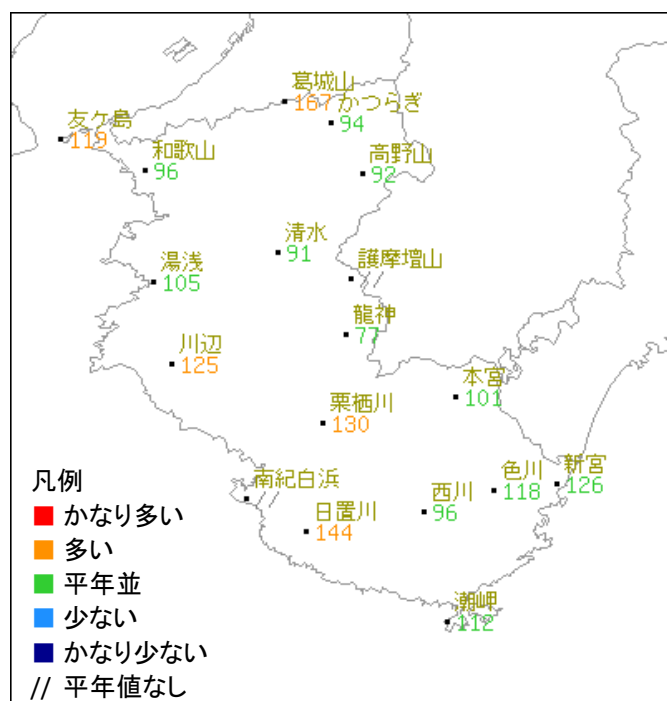 葛城山
167
かつらぎ
94
友ケ島
119
和歌山
96
高野山
92
清水
91
護摩壇山
//
湯浅
105
龍神
77
川辺
125
本宮
101
栗栖川
130
南紀白浜
//
日置川
144
西川
96
色川
118
新宮
126
潮岬
112
凡例
かなり多い
多い
平年並
少ない
かなり少ない
// 平年値なし